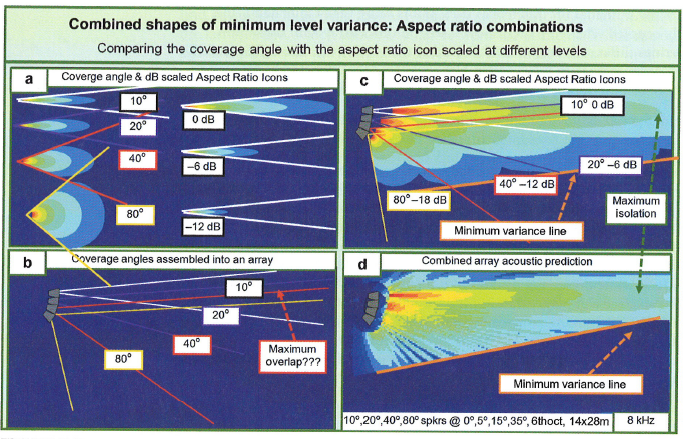 Combined shapes of minimum level variance: Aspect ratio combinations
Comparing the coverage angle with the aspect ratio icon scaled at different levels
a
Coverge angle & dB scaled Aspect Ratio Icons
10°
20°
40°
80°
0 dB
–6 dB
–12 dB
b
Coverage angles assembled into an array
10°
20°
40°
80°
Maximum
overlap???
c
Coverage angle & dB scaled Aspect Ratio Icons
10° 0 dB
20° –6 dB
40° –12 dB
80° –18 dB
Maximum
isolation
Minimum variance line
d
Combined array acoustic prediction
Minimum variance line
10°,20°,40°,80° spkrs @ 0°,5°,15°,35°, 6thoct, 14x28m
8 kHz